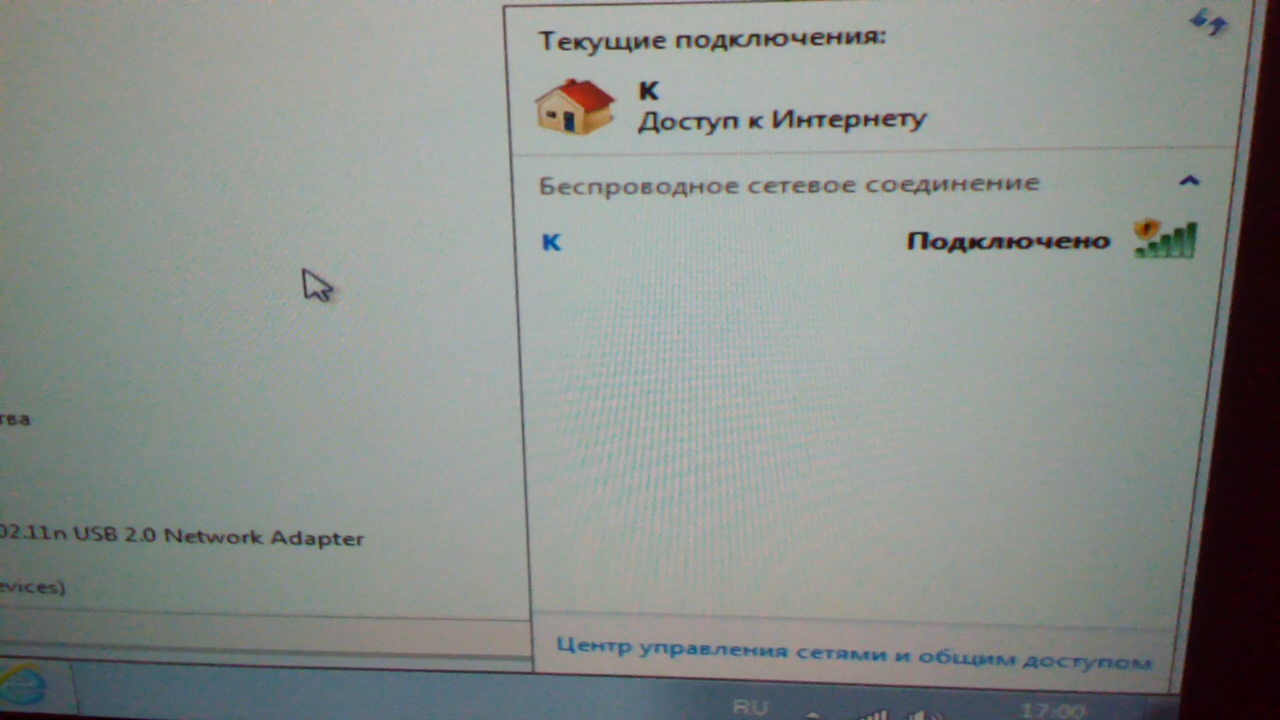 Текущие подключения:
К
Доступ к Интернету
Беспроводное сетевое соединение
К Подключено
тва
02.11n USB 2.0 Network Adapter
evices)
Центр управления сетями и общим доступом
RU 17:00